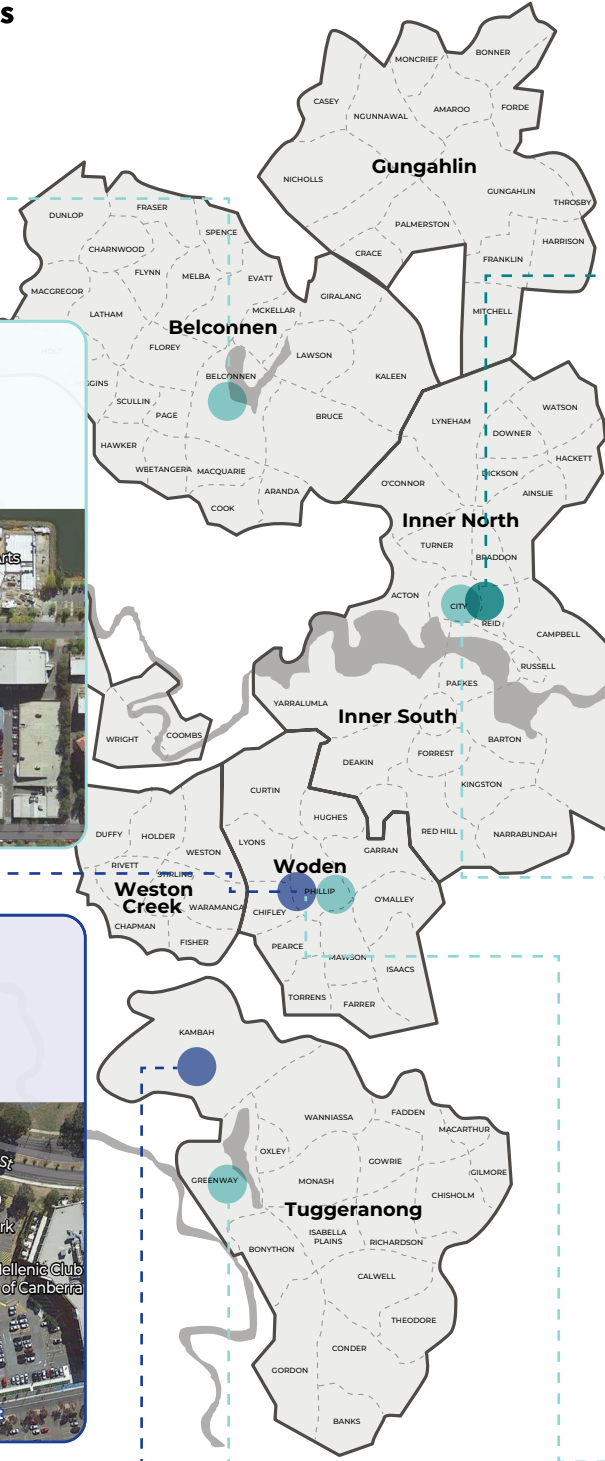 s
BONNER
MONCRIEF
CASEY
NGUNNAWAL
AMAROO
FORDE
Gungahlin
NICHOLLS
GUNGAHLIN
THROSBY
PALMERSTON
HARRISON
CRACE
FRANKLIN
MITCHELL
DUNLOP
FRASER
SPENCE
CHARNWOOD
FLYNN
MELBA
EVATT
MACGREGOR
GIRALANG
LATHAM
MCKELLAR
Belconnen
FLOREY
LAWSON
BELCONNEN
KALEEN
GGINS
SCULLIN
PAGE
BRUCE
HAWKER
WEETANGERA
MACQUARIE
ARANDA
COOK
WATSON
LYNEHAM
DOWNER
HACKETT
DICKSON
O'CONNOR
AINSLIE
Inner North
TURNER
BRADDON
ACTON
CITY
REID
CAMPBELL
RUSSELL
PARKES
YARRALUMLA
Inner South
BARTON
DEAKIN
FORREST
KINGSTON
RED HILL
NARRABUNDAH
Arts
WRIGHT
COOMBS
CURTIN
HUGHES
DUFFY
HOLDER
LYONS
WESTON
GARRAN
RIVETT
STIRLING
Woden
Weston
Creek
PHILLIP
WARAMANGA
CHIFLEY
O'MALLEY
CHAPMAN
FISHER
PEARCE
MAWSON
ISAACS
TORRENS
FARRER
KAMBAH
WANNIASSA
FADDEN
MACARTHUR
OXLEY
GOWRIE
GILMORE
GREENWAY
MONASH
CHISHOLM
Tuggeranong
ISABELLA
PLAINS
RICHARDSON
BONYTHON
CALWELL
THEODORE
CONDER
GORDON
BANKS
St
rk
Hellenic Club
of Canberra